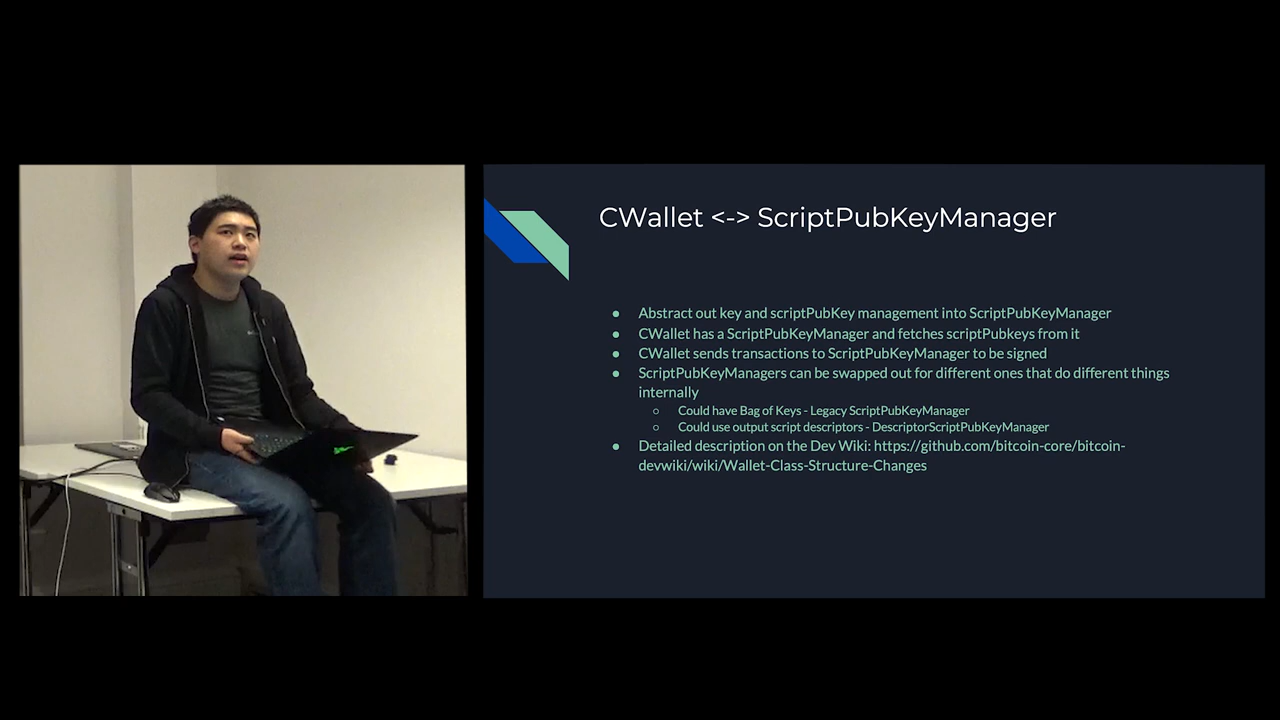 CWallet <-> ScriptPubKeyManager
● Abstract out key and scriptPubKey management into ScriptPubKeyManager
● CWallet has a ScriptPubKeyManager and fetches scriptPubkeys from it
● CWallet sends transactions to ScriptPubKeyManager to be signed
● ScriptPubKeyManagers can be swapped out for different ones that do different things
internally
○ Could have Bag of Keys - Legacy ScriptPubKeyManager
○ Could use output script descriptors - DescriptorScriptPubKeyManager
● Detailed description on the Dev Wiki: https://github.com/bitcoin-core/bitcoin-
devwiki/wiki/Wallet-Class-Structure-Changes